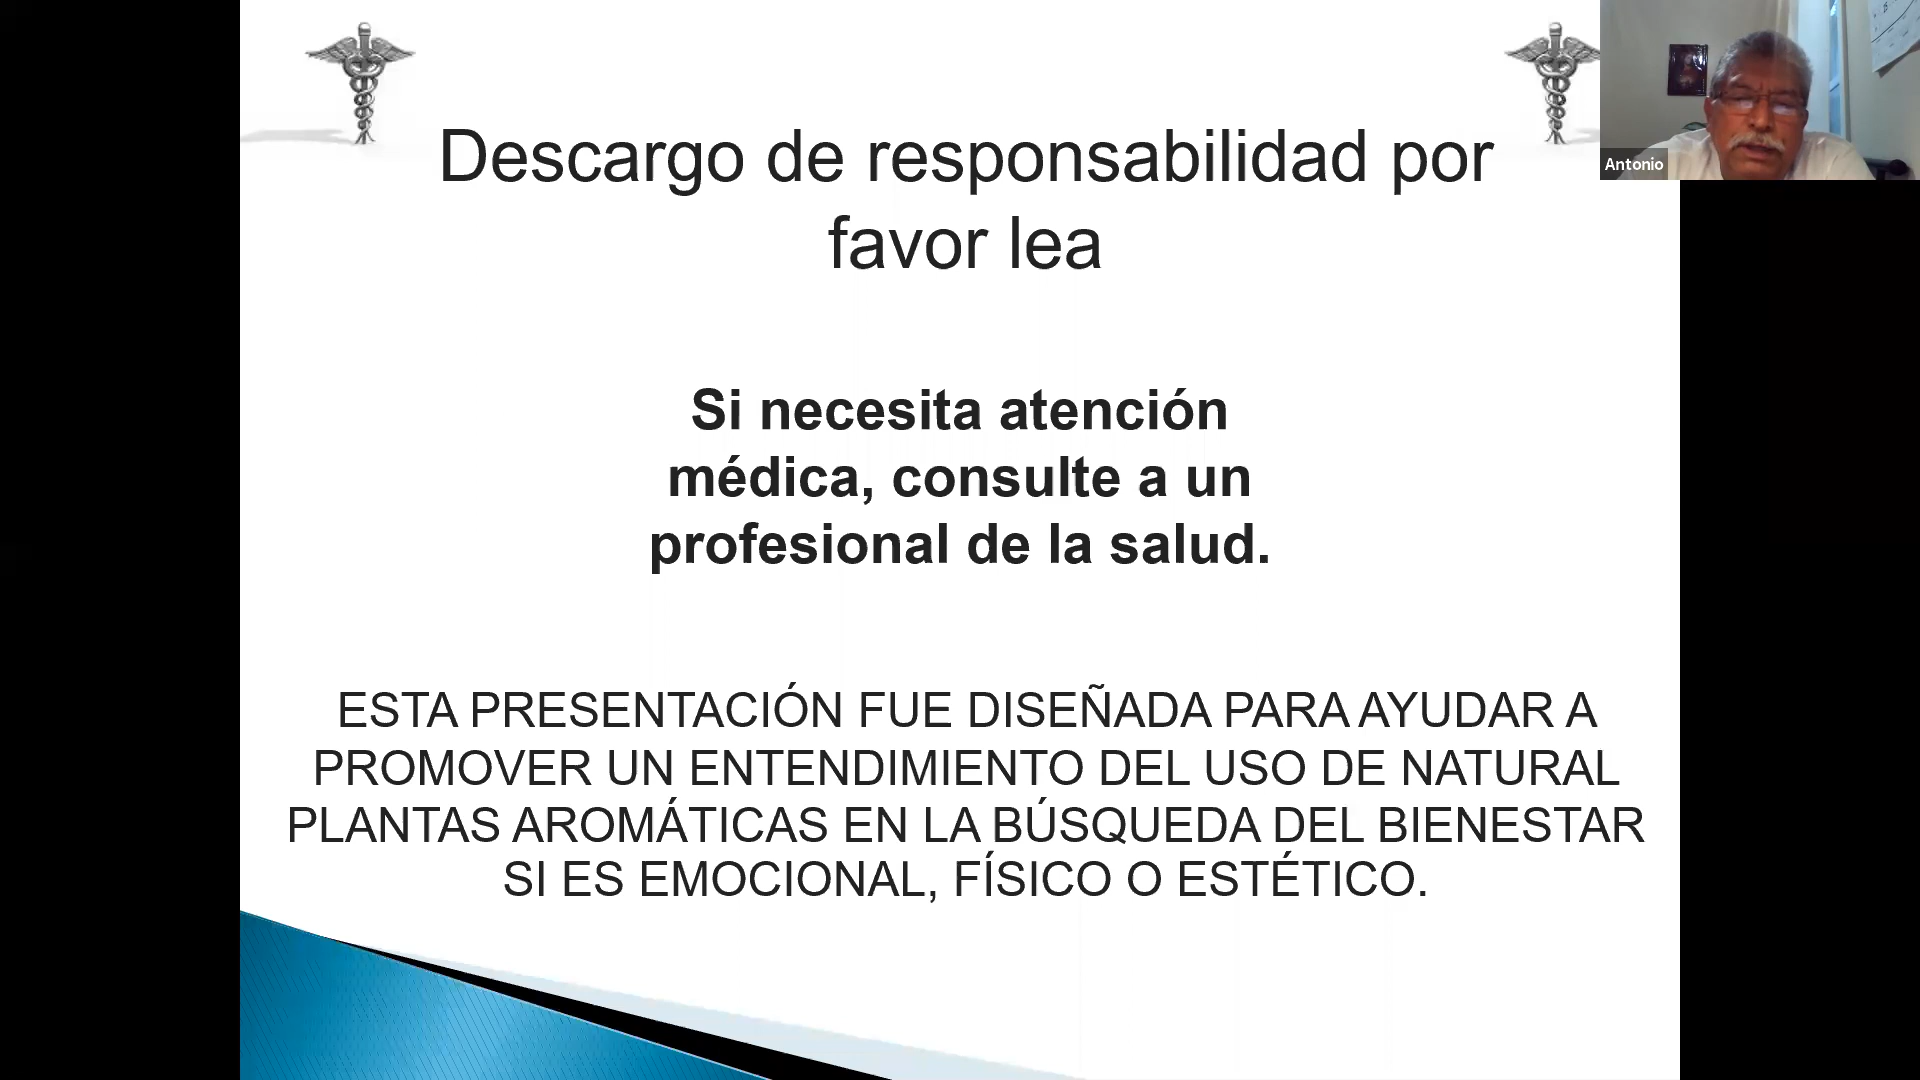 Descargo de responsabilidad por
favor lea
Antonio
Si necesita atención
médica, consulte a un
profesional de la salud.
ESTA PRESENTACIÓN FUE DISEÑADA PARA AYUDAR A
PROMOVER UN ENTENDIMIENTO DEL USO DE NATURAL
PLANTAS AROMÁTICAS EN LA BÚSQUEDA DEL BIENESTAR
SI ES EMOCIONAL, FÍSICO O ESTÉTICO.